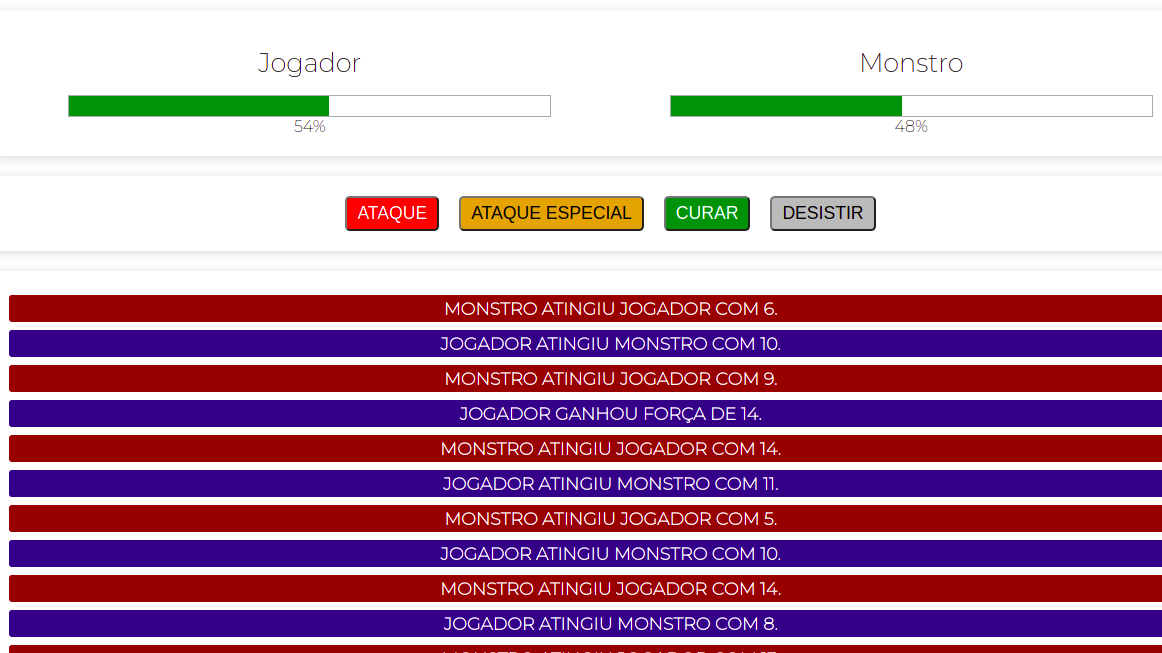 Jogador
Monstro
54%
48%
ATAQUE
ATAQUE ESPECIAL
CURAR
DESISTIR
MONSTRO ATINGIU JOGADOR COM 6.
JOGADOR ATINGIU MONSTRO COM 10.
MONSTRO ATINGIU JOGADOR COM 9.
JOGADOR GANHOU FORÇA DE 14.
MONSTRO ATINGIU JOGADOR COM 14.
JOGADOR ATINGIU MONSTRO COM 11.
MONSTRO ATINGIU JOGADOR COM 5.
JOGADOR ATINGIU MONSTRO COM 10.
MONSTRO ATINGIU JOGADOR COM 14.
JOGADOR ATINGIU MONSTRO COM 8.